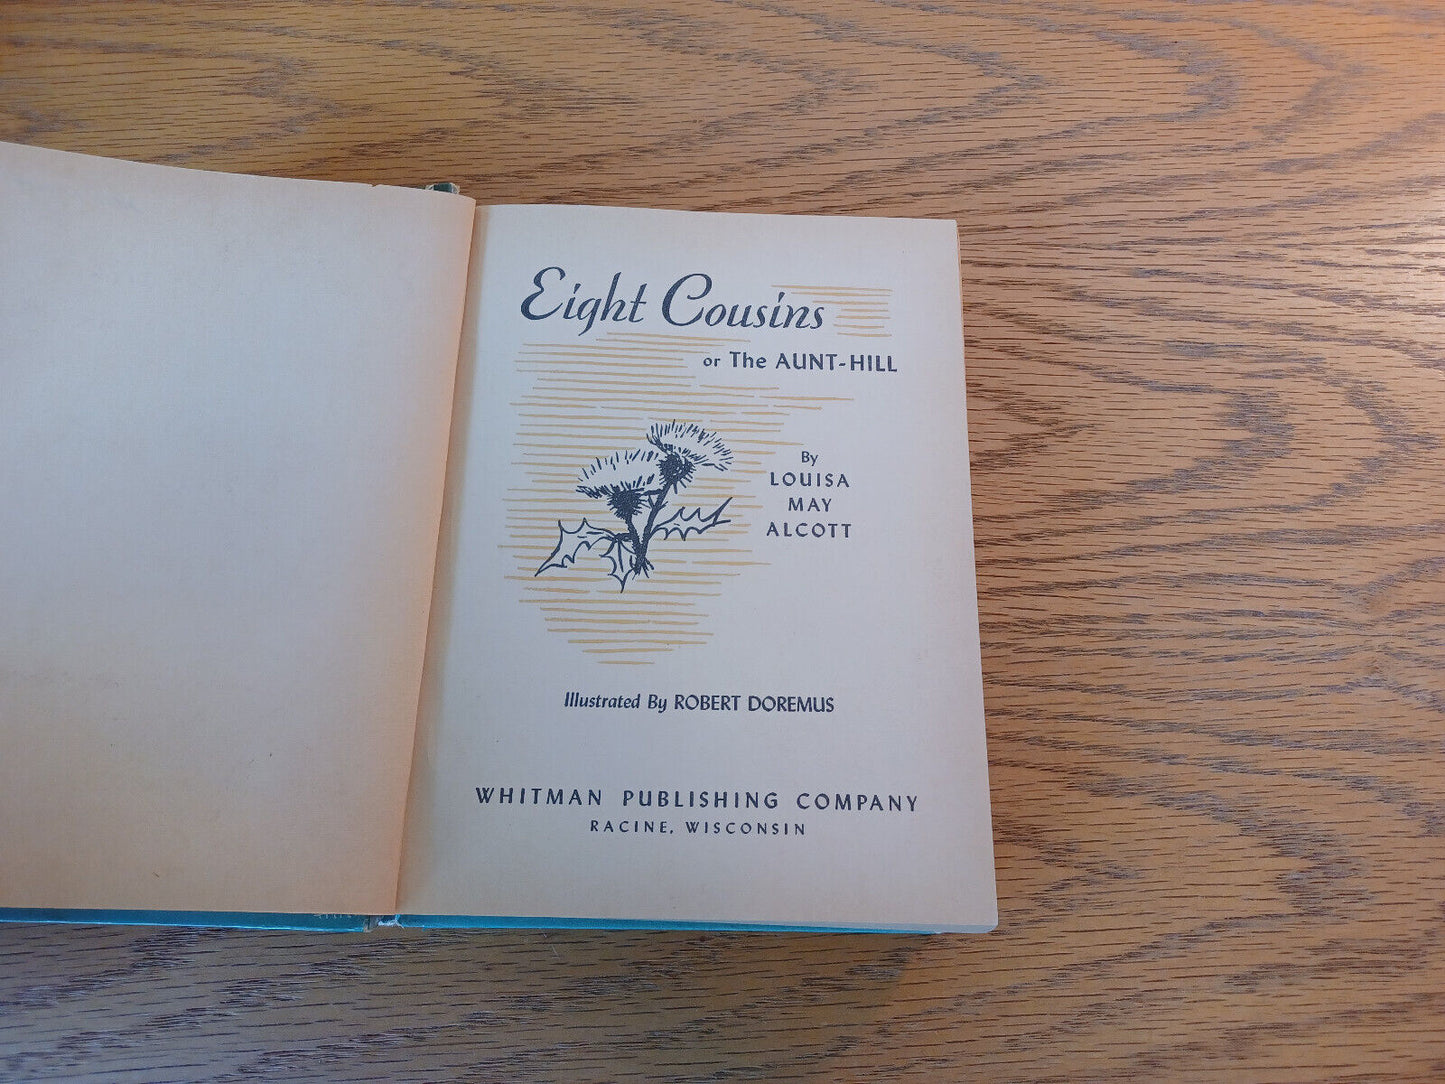 Eight Cousins
or The AUNT-HILL
By
LOUISA
MAY
ALCOTT
Illustrated By ROBERT DOREMUS
WHITMAN PUBLISHING COMPANY
RACINE, WISCONSIN